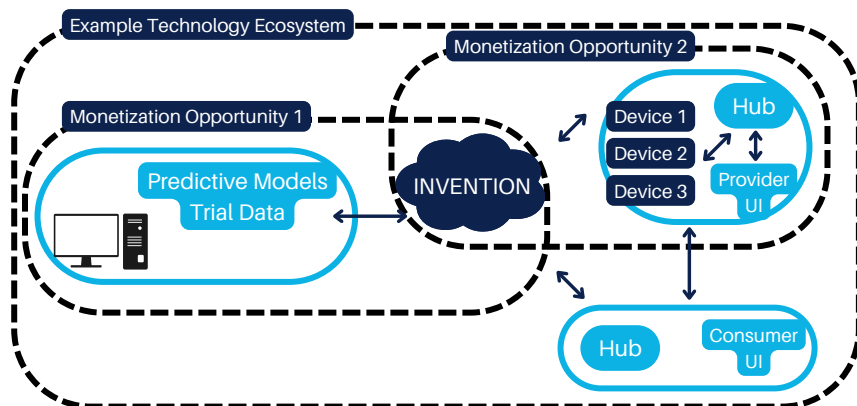 Example Technology Ecosystem
Monetization Opportunity 2
Monetization Opportunity 1
Device 1
Device 2
Device 3
Hub
Provider
UI
INVENTION
Predictive Models
Trial Data
Hub
Consumer
UI